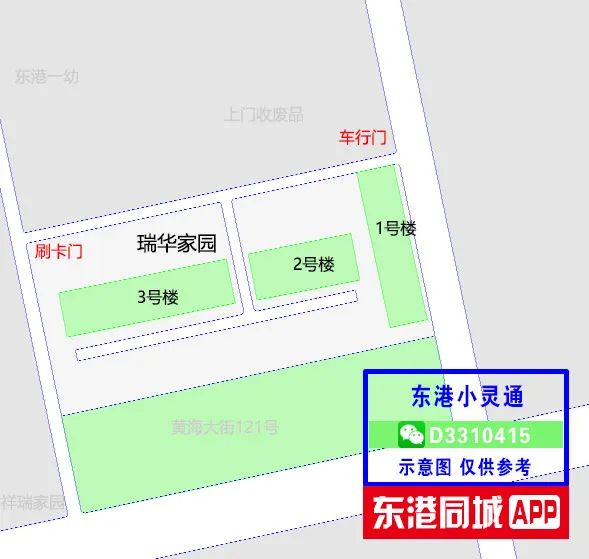 东港一幼
上门收废品
车行门
刷卡门
瑞华家园
1号楼
2号楼
3号楼
黄海大街121号
祥瑞家园
东港小灵通
D3310415
示意图 仅供参考
东港同城APP